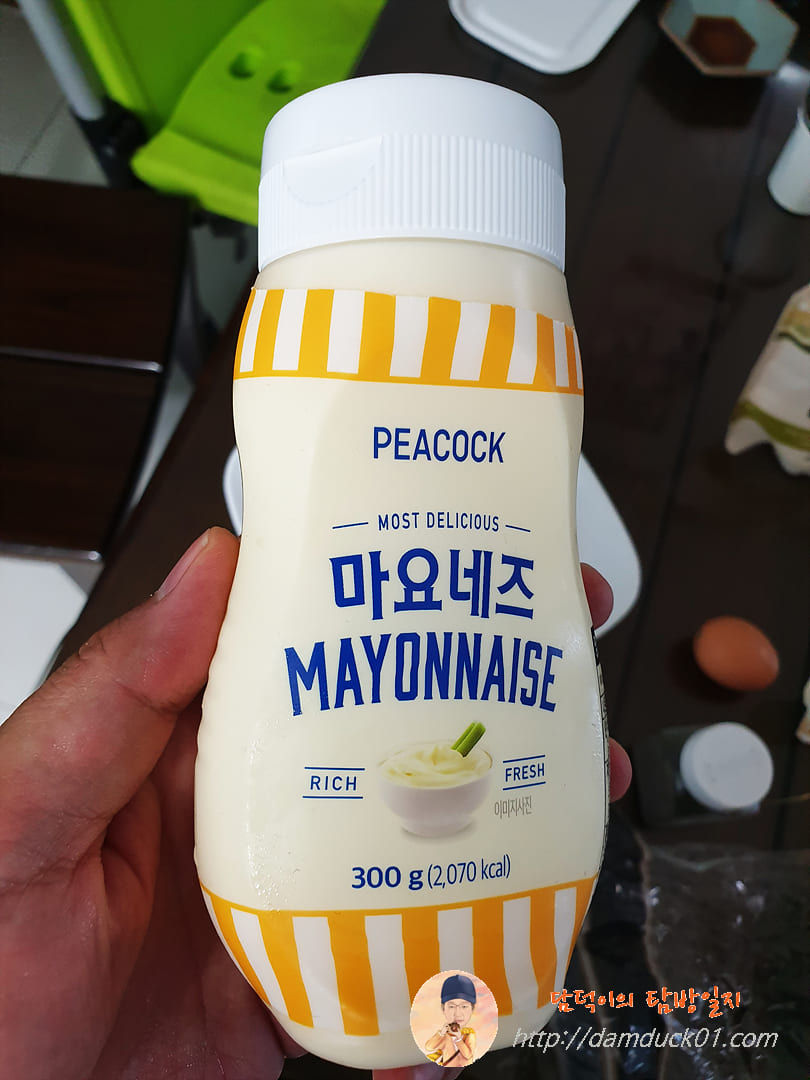 PEACOCK
MOST DELICIOUS
마요네즈
MAYONNAISE
RICH
FRESH
이미지사진
300 g (2,070 kcal)
담덕이의 탐방일지
http://damduck01.com